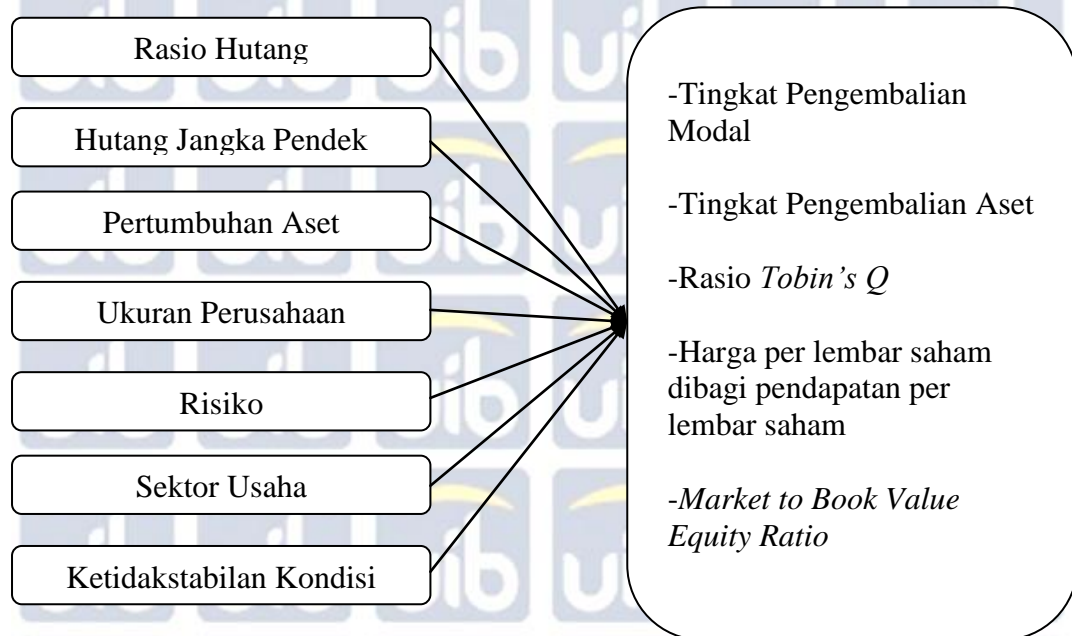 Rasio Hutang
Hutang Jangka Pendek
Pertumbuhan Aset
Ukuran Perusahaan
Risiko
Sektor Usaha
Ketidakstabilan Kondisi
-Tingkat Pengembalian
Modal
-Tingkat Pengembalian Aset
-Rasio Tobin’s Q
-Harga per lembar saham
dibagi pendapatan per
lembar saham
-Market to Book Value
Equity Ratio